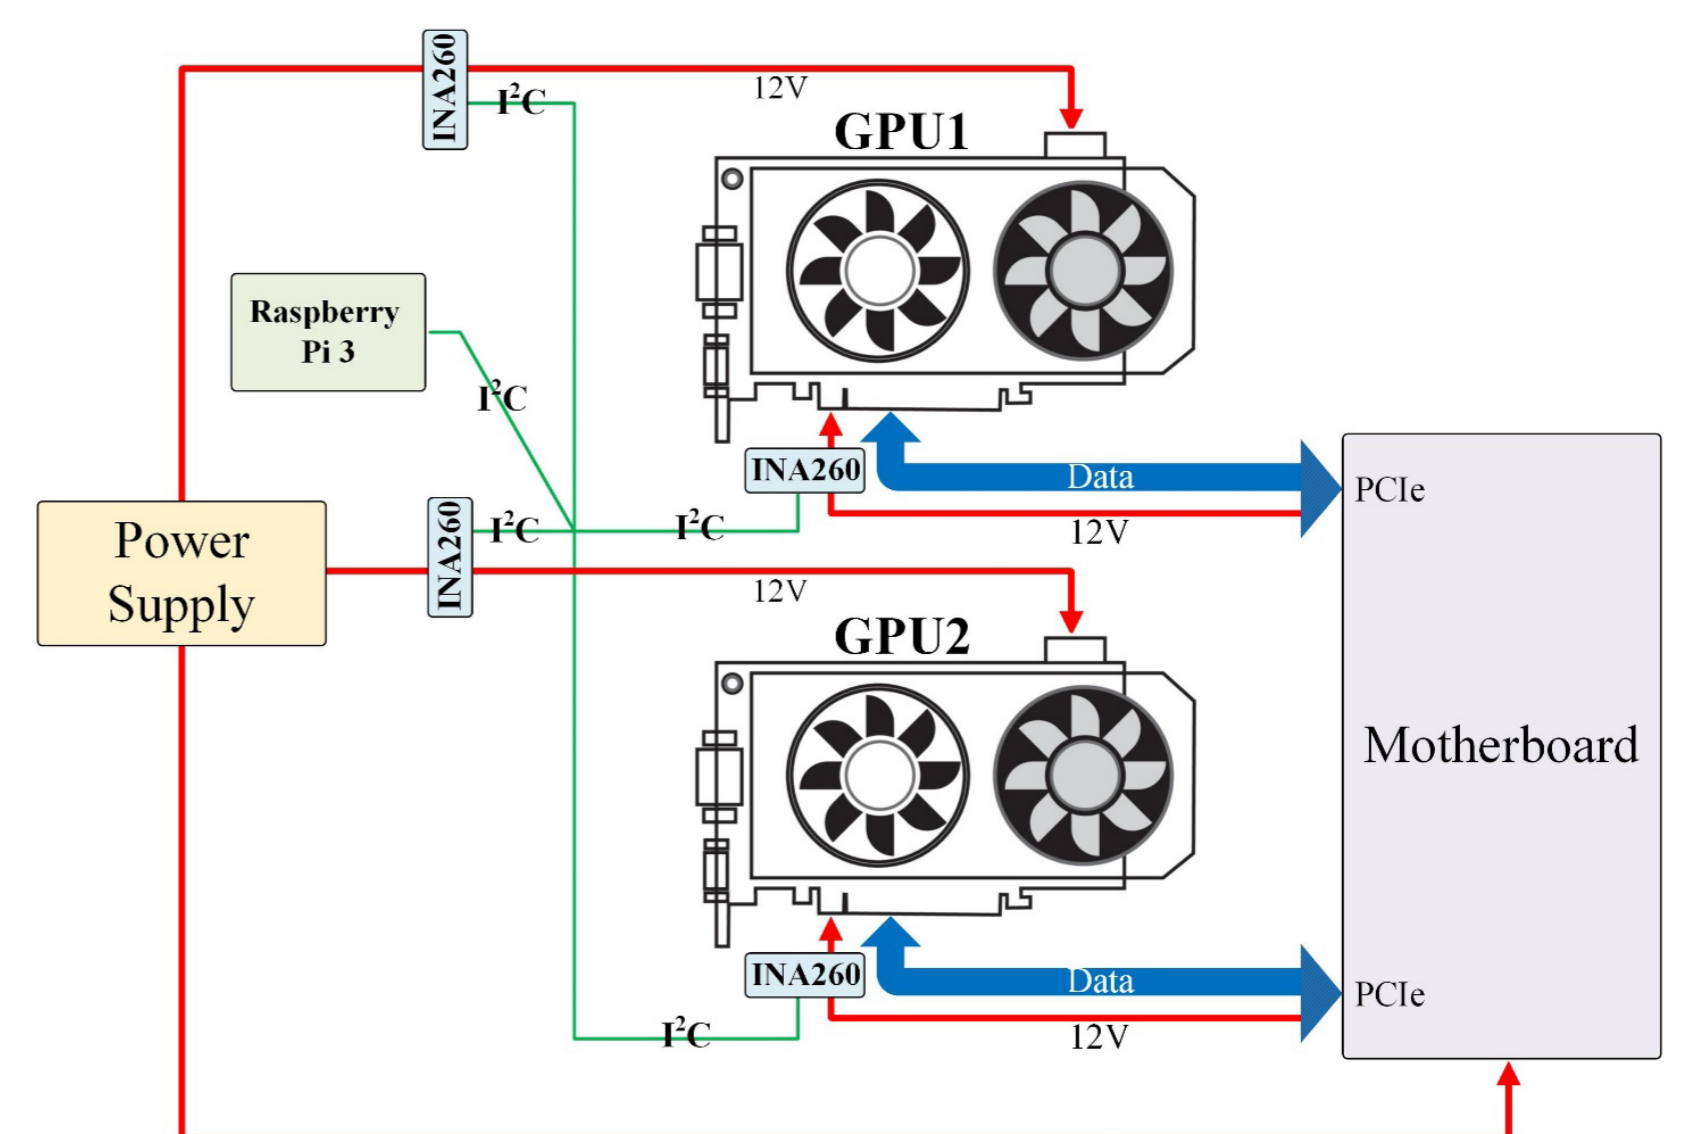 INA260
I²C
12V
GPU1
Raspberry
Pi 3
I²C
INA260
Data
PCIe
12V
I²C
INA260
I²C
Power
Supply
12V
GPU2
Motherboard
INA260
Data
PCIe
12V
I²C